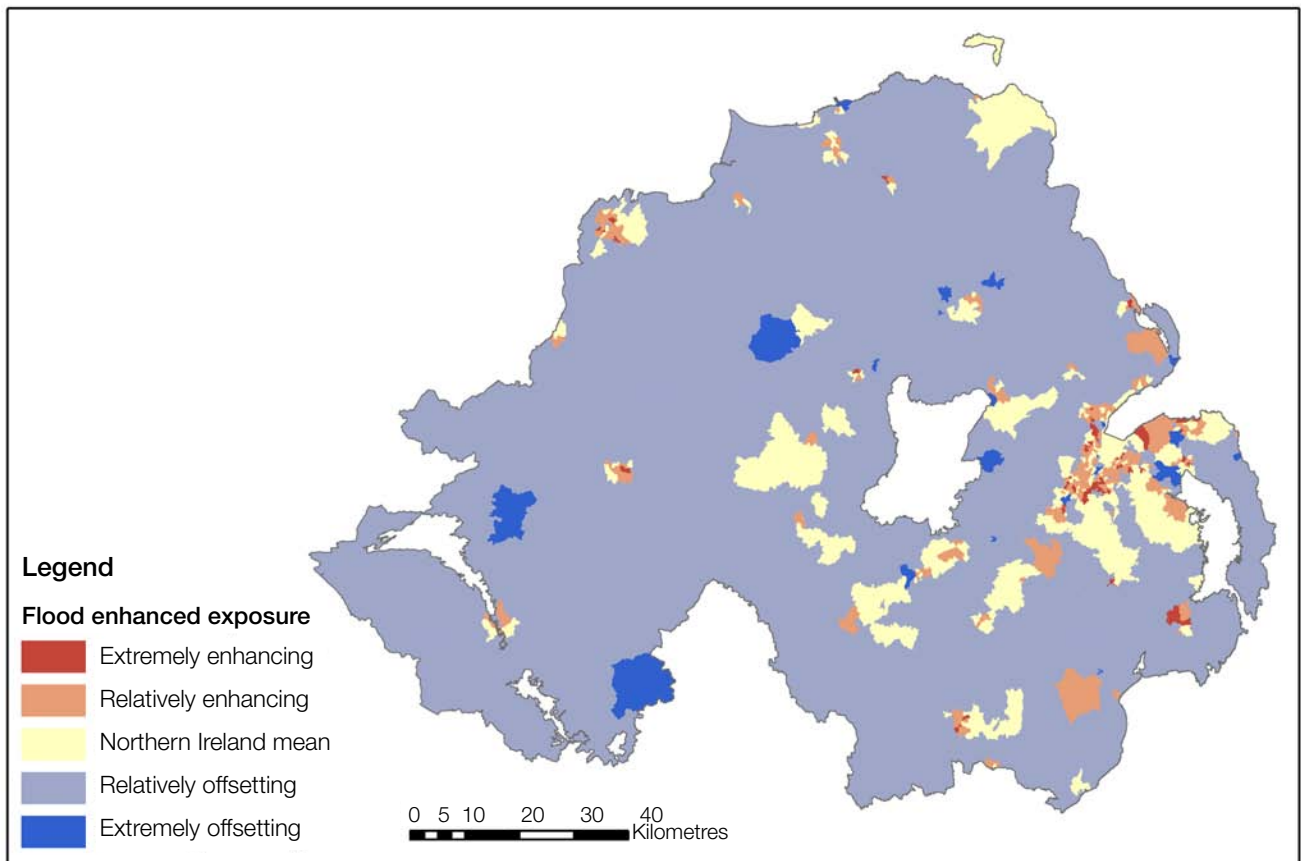 Legend
Flood enhanced exposure
Extremely enhancing
Relatively enhancing
Northern Ireland mean
Relatively offsetting
Extremely offsetting
0 5 10 20 30 40
Kilometres